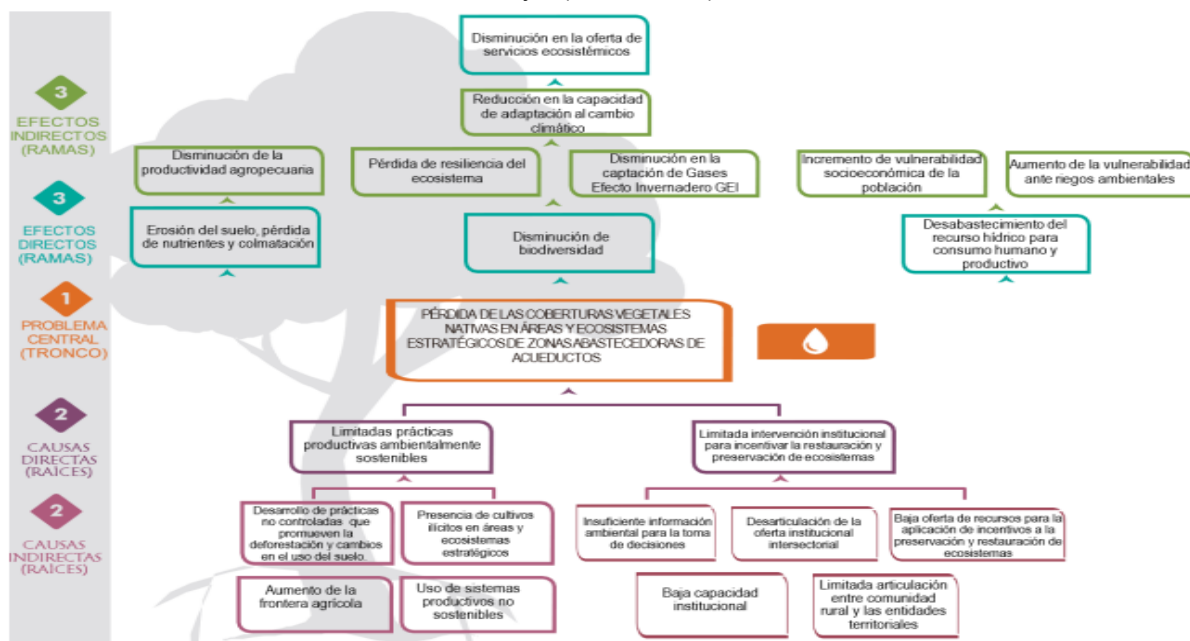 Disminución en la oferta de
servicios ecosistémicos
3
EFECTOS
INDIRECTOS
(RAMAS)
Reducción en la capacidad
de adaptación al cambio
climático
Disminución de la
productividad agropecuaria
Pérdida de resiliencia del
ecosistema
Disminución en la
captación de Gases
Efecto Invernadero GEI
Incremento de vulnerabilidad
socioeconómica de la
población
Aumento de la vulnerabilidad
ante riegos ambientales
3
EFECTOS
DIRECTOS
(RAMAS)
Erosión del suelo, pérdida
de nutrientes y colmatación
Disminución de
biodiversidad
Desabastecimiento del
recurso hídrico para
consumo humano y
productivo
1
PROBLEMA
CENTRAL
(TRONCO)
PÉRDIDA DE LAS COBERTURAS VEGETALES
NATIVAS EN ÁREAS Y ECOSISTEMAS
ESTRATÉGICOS DE ZONAS ABASTECEDORAS DE
ACUEDUCTOS
2
CAUSAS
DIRECTAS
(RAÍCES)
Limitadas prácticas
productivas ambientalmente
sostenibles
Limitada intervención institucional
para incentivar la restauración y
preservación de ecosistemas
2
CAUSAS
INDIRECTAS
(RAÍCES)
Desarrollo de prácticas
no controladas que
promueven la
deforestación y cambios
en el uso del suelo.
Presencia de cultivos
ilícitos en áreas y
ecosistemas
estratégicos
Insuficiente información
ambiental para la toma
de decisiones
Desarticulación de la
oferta institucional
intersectorial
Baja oferta de recursos para la
aplicación de incentivos a la
preservación y restauración de
ecosistemas
Aumento de la
frontera agrícola
Uso de sistemas
productivos no
sostenibles
Baja capacidad
institucional
Limitada articulación
entre comunidad
rural y las entidades
territoriales